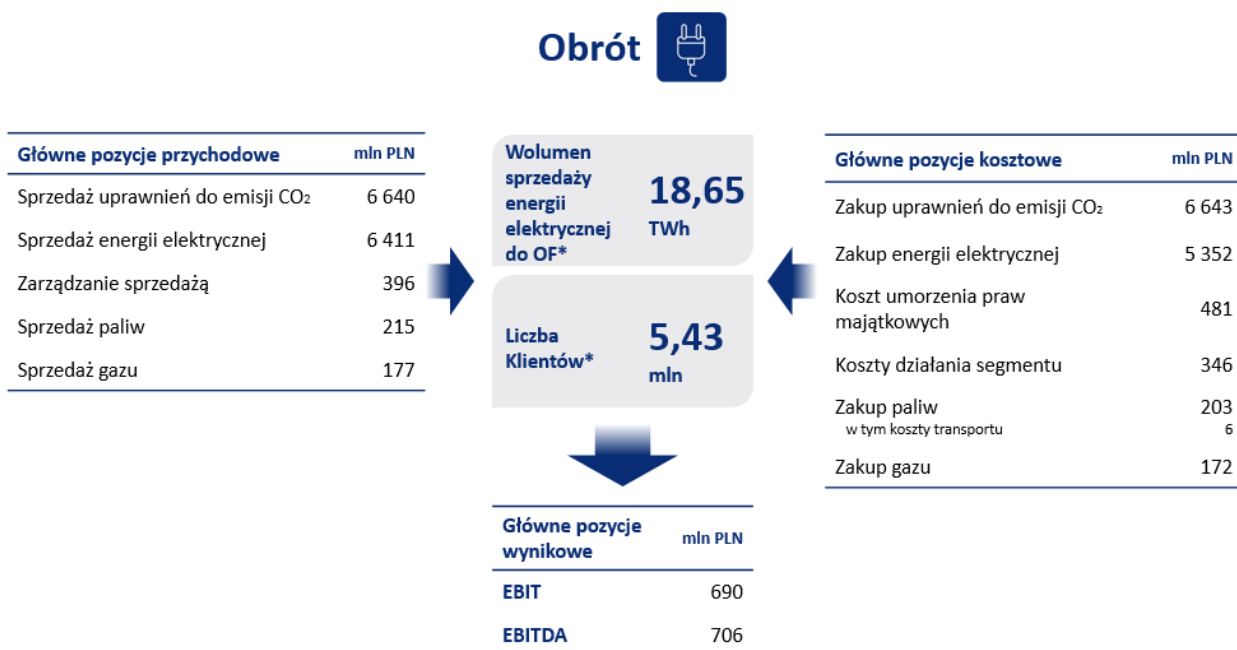 Obrót
Główne pozycje przychodowe mln PLN
Sprzedaż uprawnień do emisji CO₂ 6 640
Sprzedaż energii elektrycznej 6 411
Zarządzanie sprzedażą 396
Sprzedaż paliw 215
Sprzedaż gazu 177
Wolumen
sprzedaży
energii
elektrycznej
do OF*
18,65
TWh
Liczba
Klientów*
5,43
mln
Główne pozycje kosztowe mln PLN
Zakup uprawnień do emisji CO₂ 6 643
Zakup energii elektrycznej 5 352
Koszt umorzenia praw
majątkowych 481
Koszty działania segmentu 346
Zakup paliw 203
w tym koszty transportu 6
Zakup gazu 172
Główne pozycje
wynikowe mln PLN
EBIT 690
EBITDA 706